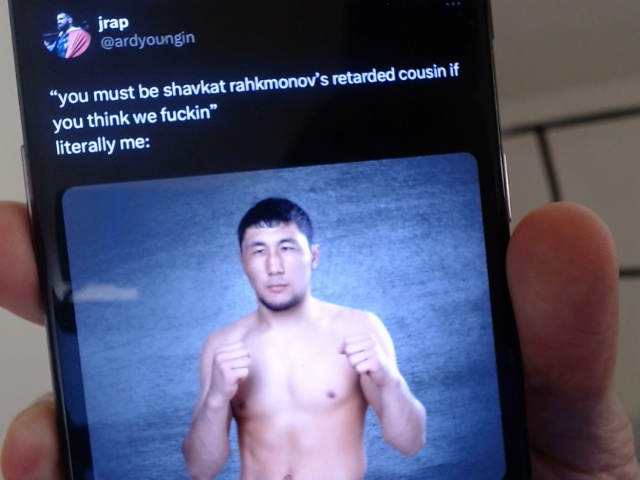 jrap
@ardyoungin
“you must be shavkat rahkmonov’s retarded cousin if
you think we fuckin”
literally me: